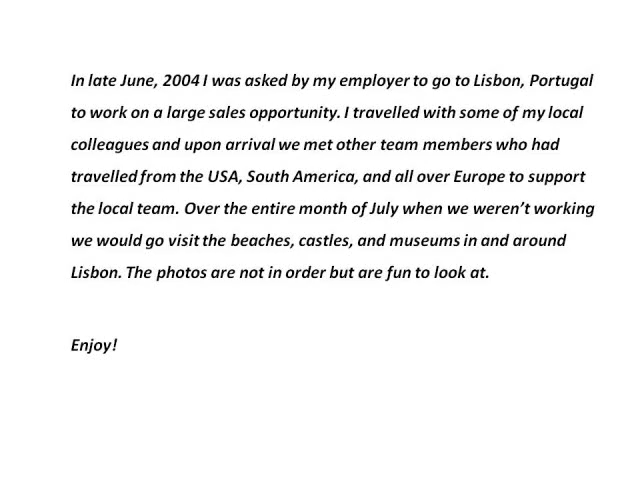 In late June, 2004 I was asked by my employer to go to Lisbon, Portugal
to work on a large sales opportunity. I travelled with some of my local
colleagues and upon arrival we met other team members who had
travelled from the USA, South America, and all over Europe to support
the local team. Over the entire month of July when we weren’t working
we would go visit the beaches, castles, and museums in and around
Lisbon. The photos are not in order but are fun to look at.
Enjoy!